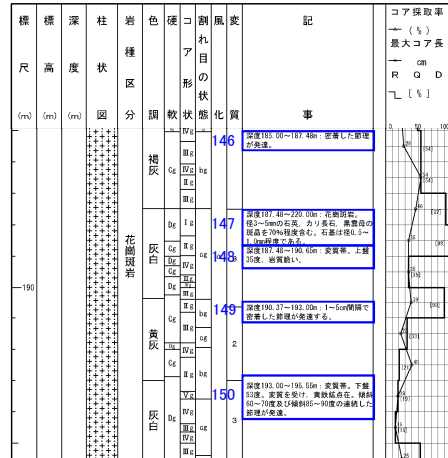 標尺
(m)
標高
(m)
深度
(m)
柱状図
岩種区分
色調
硬軟
コア形状
割れ目の状態
風化
変質
記事
コア採取率
(%)
最大コア長
cm
RQD
[%]
190
花崗斑岩
褐灰
灰白
黄灰
灰白
146
深度185.00~187.48m:密着した節理
が発達。
147
深度187.48~220.00m:花崗斑岩。
径3~5mmの石英、カリ長石、黒雲母の
斑晶を70%程度含む。石基は径0.5~
1.0mm程度である。
148
深度187.48~190.6m:変質帯。上盤
35度、岩質脆い。
149
深度190.37~193.00m:1~5cm間隔で
密着した節理が発達する。
150
深度193.00~195.55m:変質帯。下盤
53度。変質を受け、黄鉄鉱点在。傾斜
60~70度及び傾斜85~90度の連続した
節理が発達。